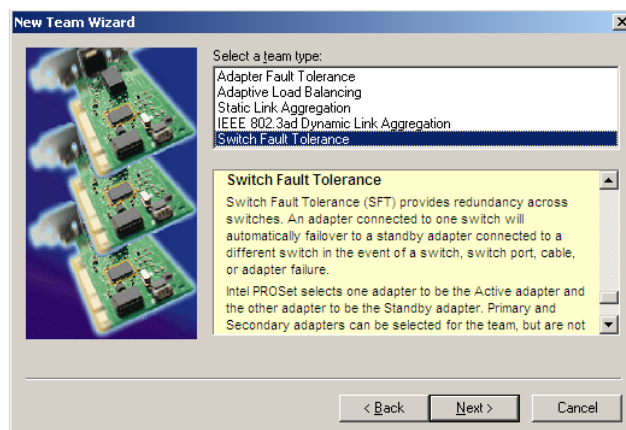 New Team Wizard
Select a team type:
Adapter Fault Tolerance
Adaptive Load Balancing
Static Link Aggregation
IEEE 802.3ad Dynamic Link Aggregation
Switch Fault Tolerance
Switch Fault Tolerance
Switch Fault Tolerance (SFT) provides redundancy across
switches. An adapter connected to one switch will
automatically failover to a standby adapter connected to a
different switch in the event of a switch, switch port, cable,
or adapter failure.
Intel PROSet selects one adapter to be the Active adapter and
the other adapter to be the Standby adapter. Primary and
Secondary adapters can be selected for the team, but are not
< Back
Next >
Cancel